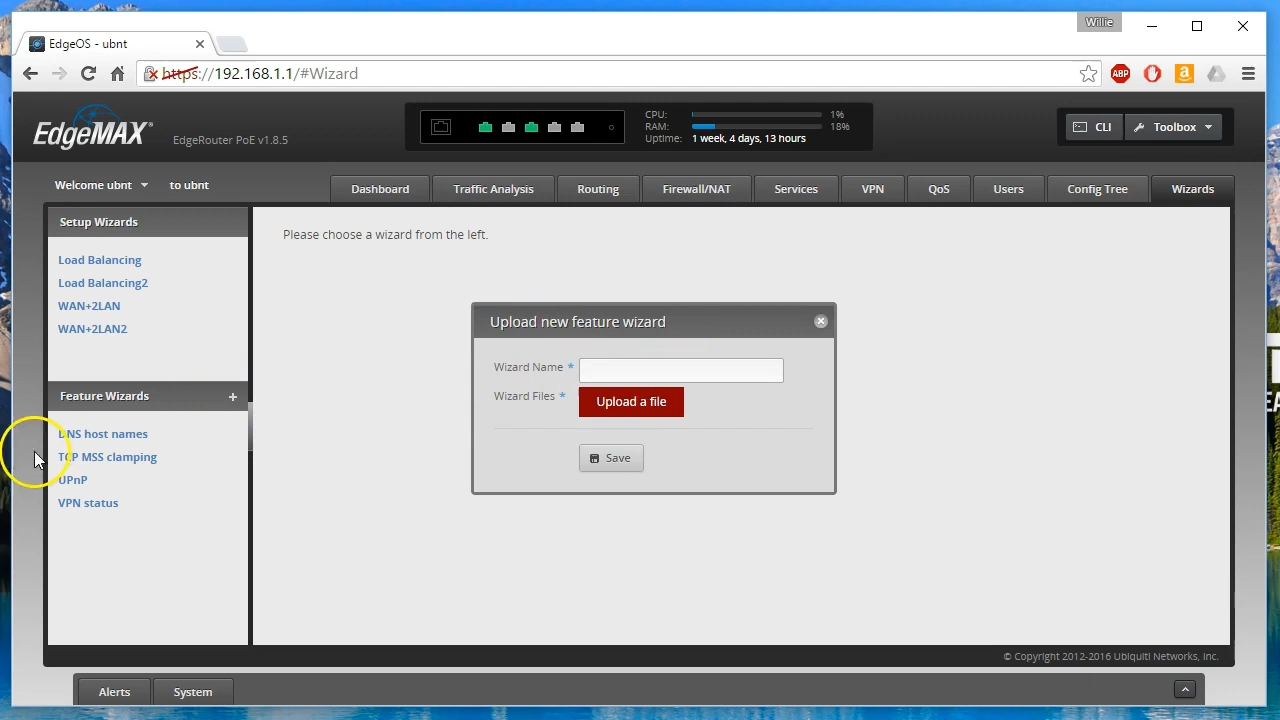 Willie
EdgeOS - ubnt
https://192.168.1.1/#Wizard
ABP
EdgeMAX
EdgeRouter PoE v1.8.5
CPU: 1%
RAM: 18%
Uptime: 1 week, 4 days, 13 hours
CLI
Toolbox
Welcome ubnt
to ubnt
Dashboard
Traffic Analysis
Routing
Firewall/NAT
Services
VPN
QoS
Users
Config Tree
Wizards
Setup Wizards
Load Balancing
Load Balancing2
WAN+2LAN
WAN+2LAN2
Feature Wizards +
DNS host names
TCP MSS clamping
UPnP
VPN status
Please choose a wizard from the left.
Upload new feature wizard
Wizard Name *
Wizard Files *
Upload a file
Save
© Copyright 2012-2016 Ubiquiti Networks, Inc.
Alerts
System